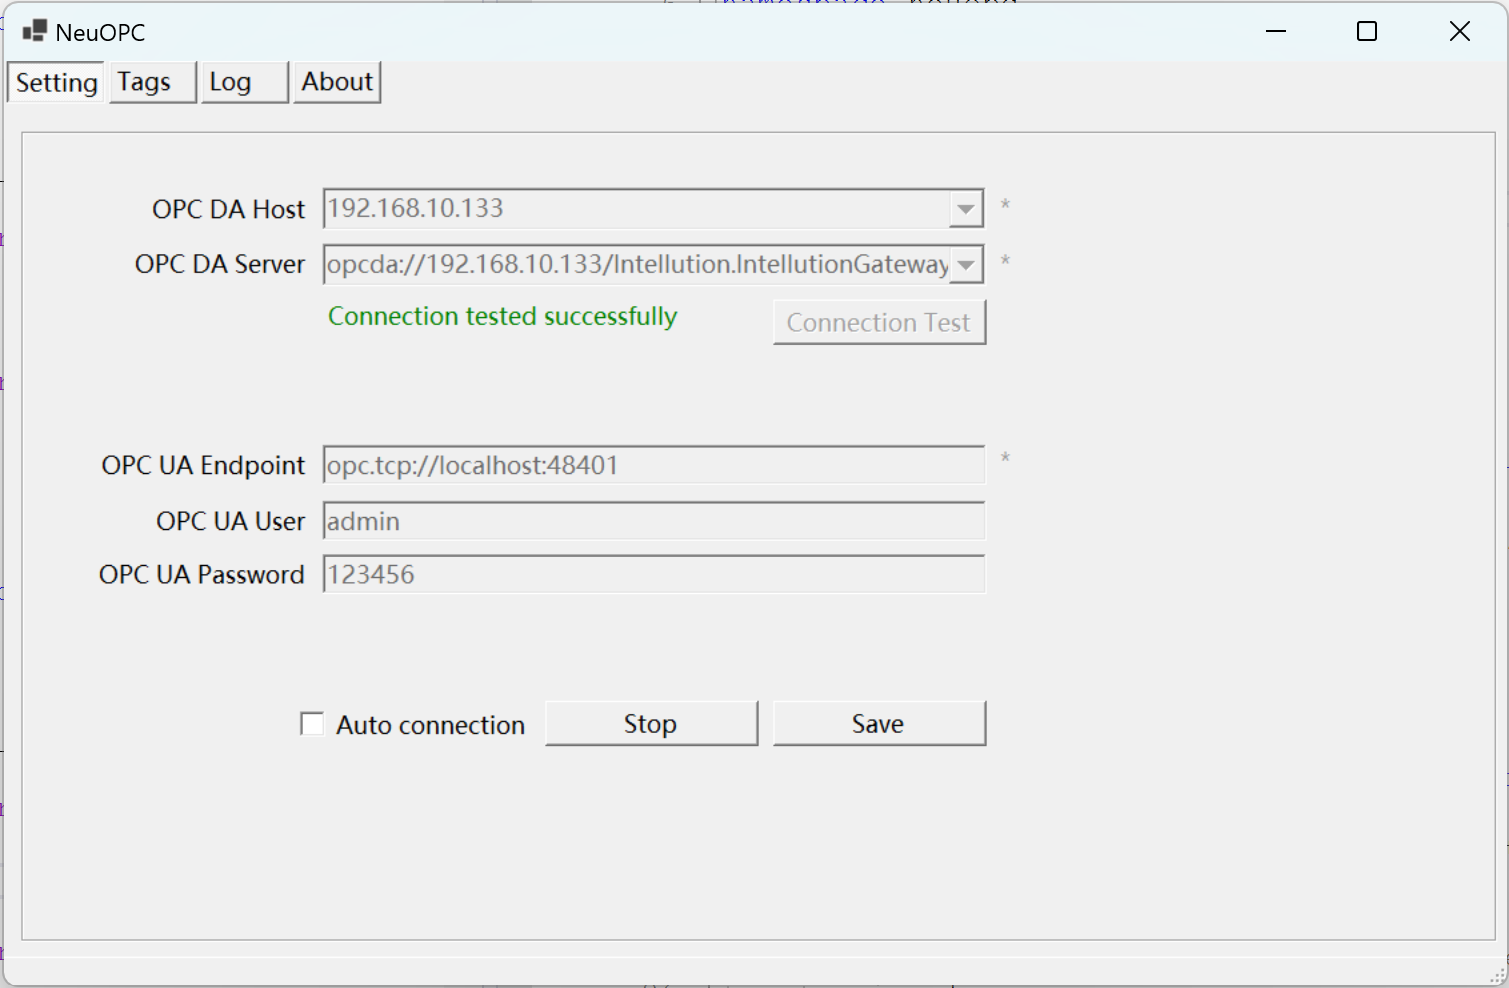 NeuOPC
Setting Tags Log About
OPC DA Host 192.168.10.133 *
OPC DA Server opcda://192.168.10.133/Intellution.IntellutionGateway *
Connection tested successfully Connection Test
OPC UA Endpoint opc.tcp://localhost:48401 *
OPC UA User admin
OPC UA Password 123456
Auto connection Stop Save